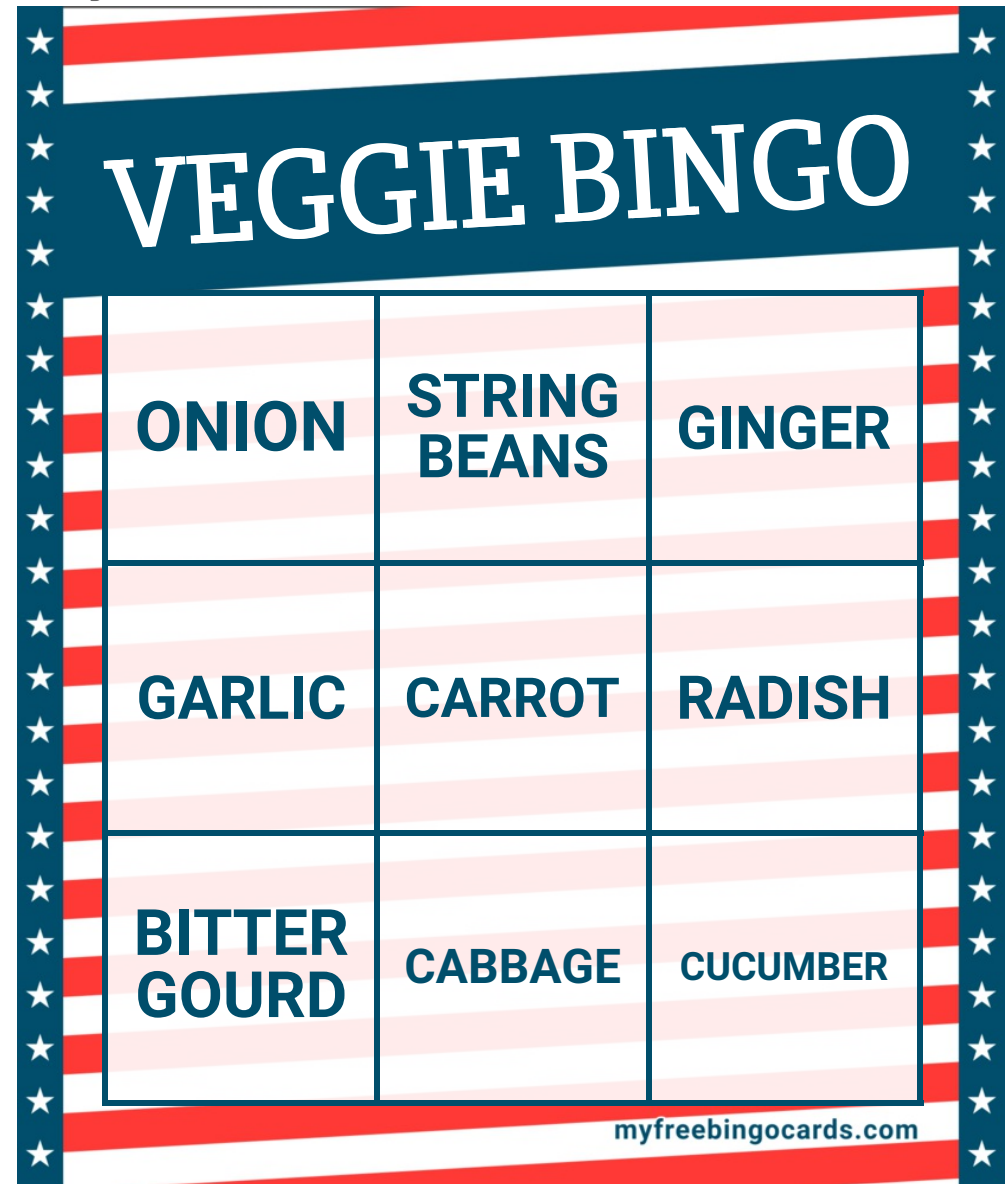 VEGGIE BINGO
ONION
STRING
BEANS
GINGER
GARLIC
CARROT
RADISH
BITTER
GOURD
CABBAGE
CUCUMBER
myfreebingocards.com